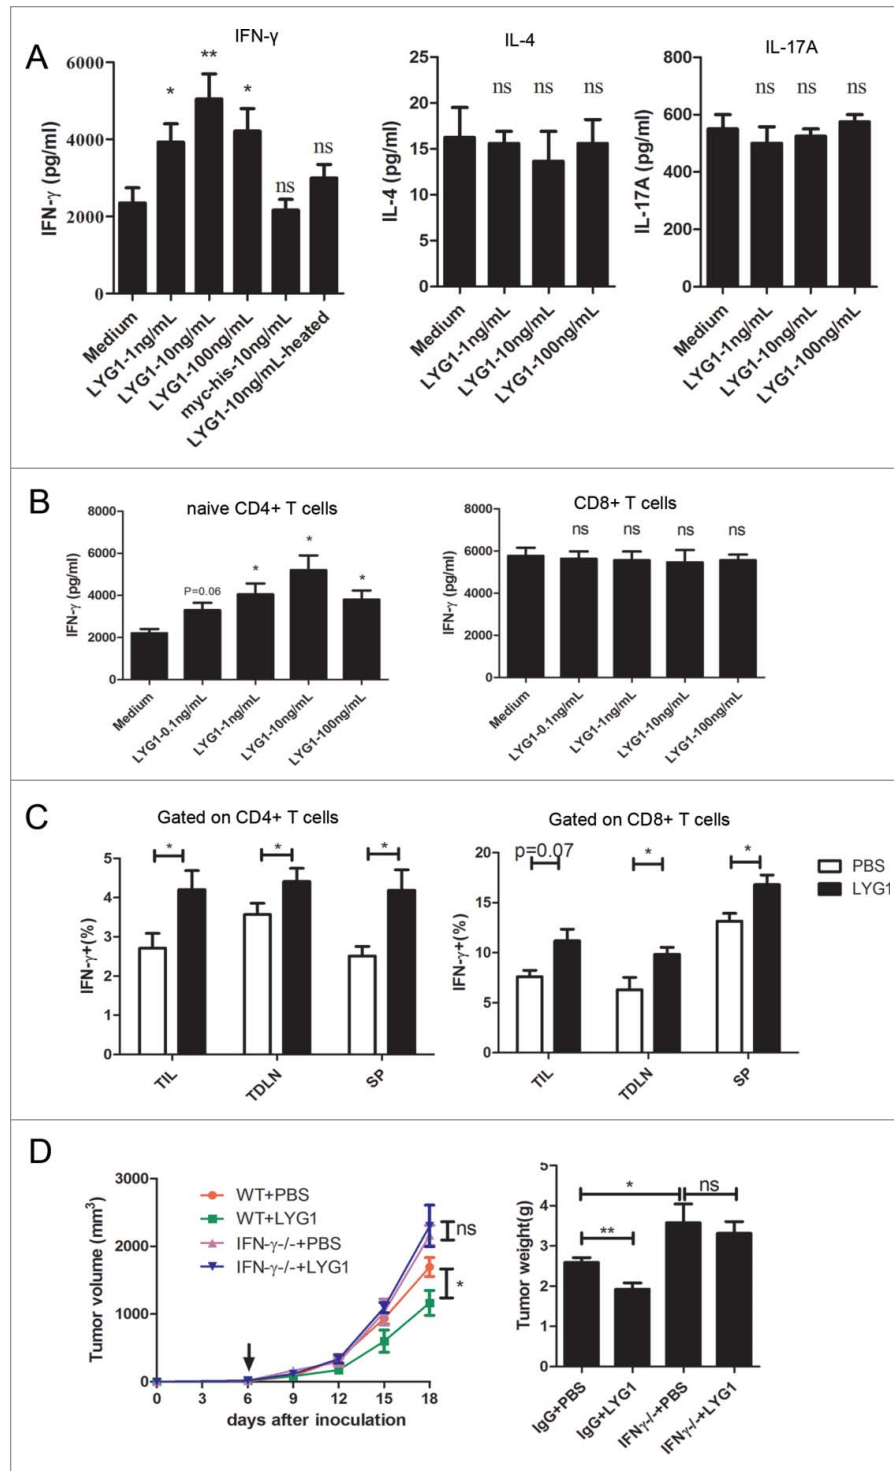 A
IFN-γ
IFN-γ (pg/ml)
6000
4000
2000
0
*
**
*
ns
ns
Medium
LYG1-1ng/mL
LYG1-10ng/mL
LYG1-100ng/mL
myc-his-10ng/mL
LYG1-10ng/mL-heated
IL-4
IL-4 (pg/ml)
25
20
15
10
5
0
ns
ns
ns
Medium
LYG1-1ng/mL
LYG1-10ng/mL
LYG1-100ng/mL
IL-17A
IL-17A (pg/ml)
800
600
400
200
0
ns
ns
ns
Medium
LYG1-1ng/mL
LYG1-10ng/mL
LYG1-100ng/mL
B
naive CD4+ T cells
IFN-γ (pg/ml)
8000
6000
4000
2000
0
P=0.06
*
*
*
Medium
LYG1-0.1ng/mL
LYG1-1ng/mL
LYG1-10ng/mL
LYG1-100ng/mL
CD8+ T cells
IFN-γ (pg/ml)
8000
6000
4000
2000
0
ns
ns
ns
ns
Medium
LYG1-0.1ng/mL
LYG1-1ng/mL
LYG1-10ng/mL
LYG1-100ng/mL
C
Gated on CD4+ T cells
IFN-γ+(%)
5
4
3
2
1
0
*
*
*
TIL
TDLN
SP
Gated on CD8+ T cells
IFN-γ+(%)
20
15
10
5
0
p=0.07
*
*
TIL
TDLN
SP
PBS
LYG1
D
Tumor volume (mm3)
3000
2000
1000
0
WT+PBS
WT+LYG1
IFN-γ-/-+PBS
IFN-γ-/-+LYG1
ns
*
0 3 6 9 12 15 18
days after inoculation
Tumor weight(g)
5
4
3
2
1
0
*
ns
**
IgG+PBS
IgG+LYG1
IFNγ-/-+PBS
IFNγ-/-+LYG1